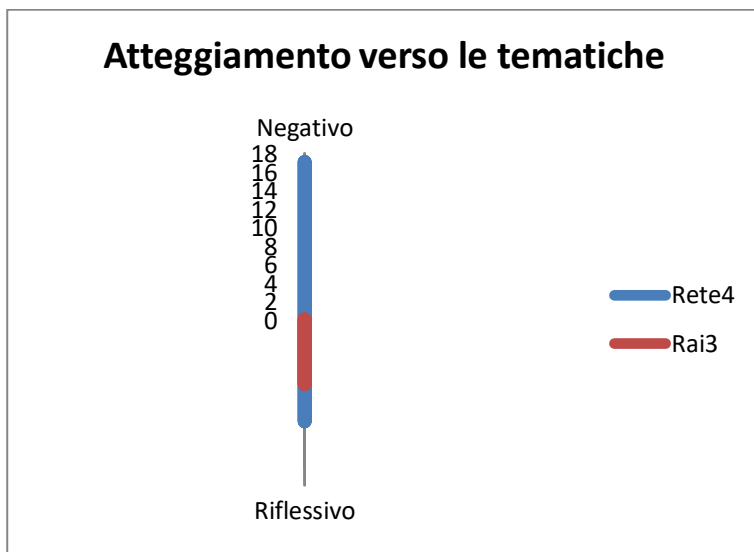 Atteggiamento verso le tematiche
Negativo
18
16
14
12
10
8
6
4
2
0
Rete4
Rai3
Riflessivo